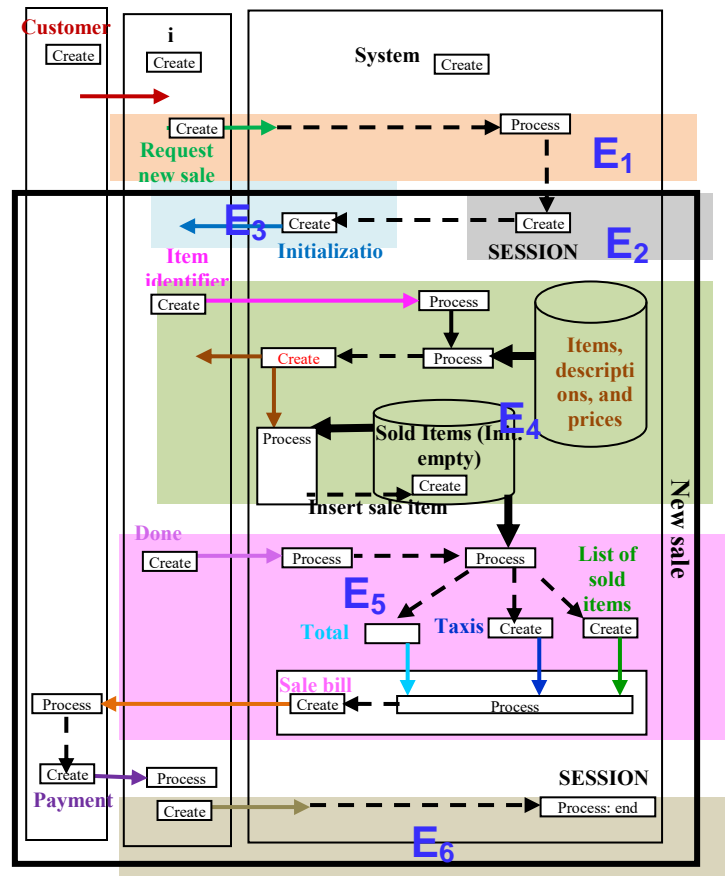 Customer
Create
i
Create
System
Create
Create
Process
Request
new sale
E1
Create
E3
Initializatio
Create
SESSION
E2
Item
identifier
Create
Process
Create
Process
Items,
descripti
ons, and
prices
E4
Process
Sold Items (Init.
empty)
Create
Insert sale item
New sale
Done
Create
Process
Process
List of
sold
items
E5
Total
Taxis
Create
Create
Sale bill
Process
Create
Process
Create
Process
Payment
SESSION
Create
Process: end
E6